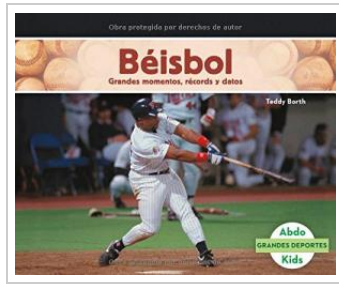 Obra protegida por derechos de autor
Béisbol
Grandes momentos, récords y datos
Teddy Borth
Abdo
GRANDES DEPORTES
Kids